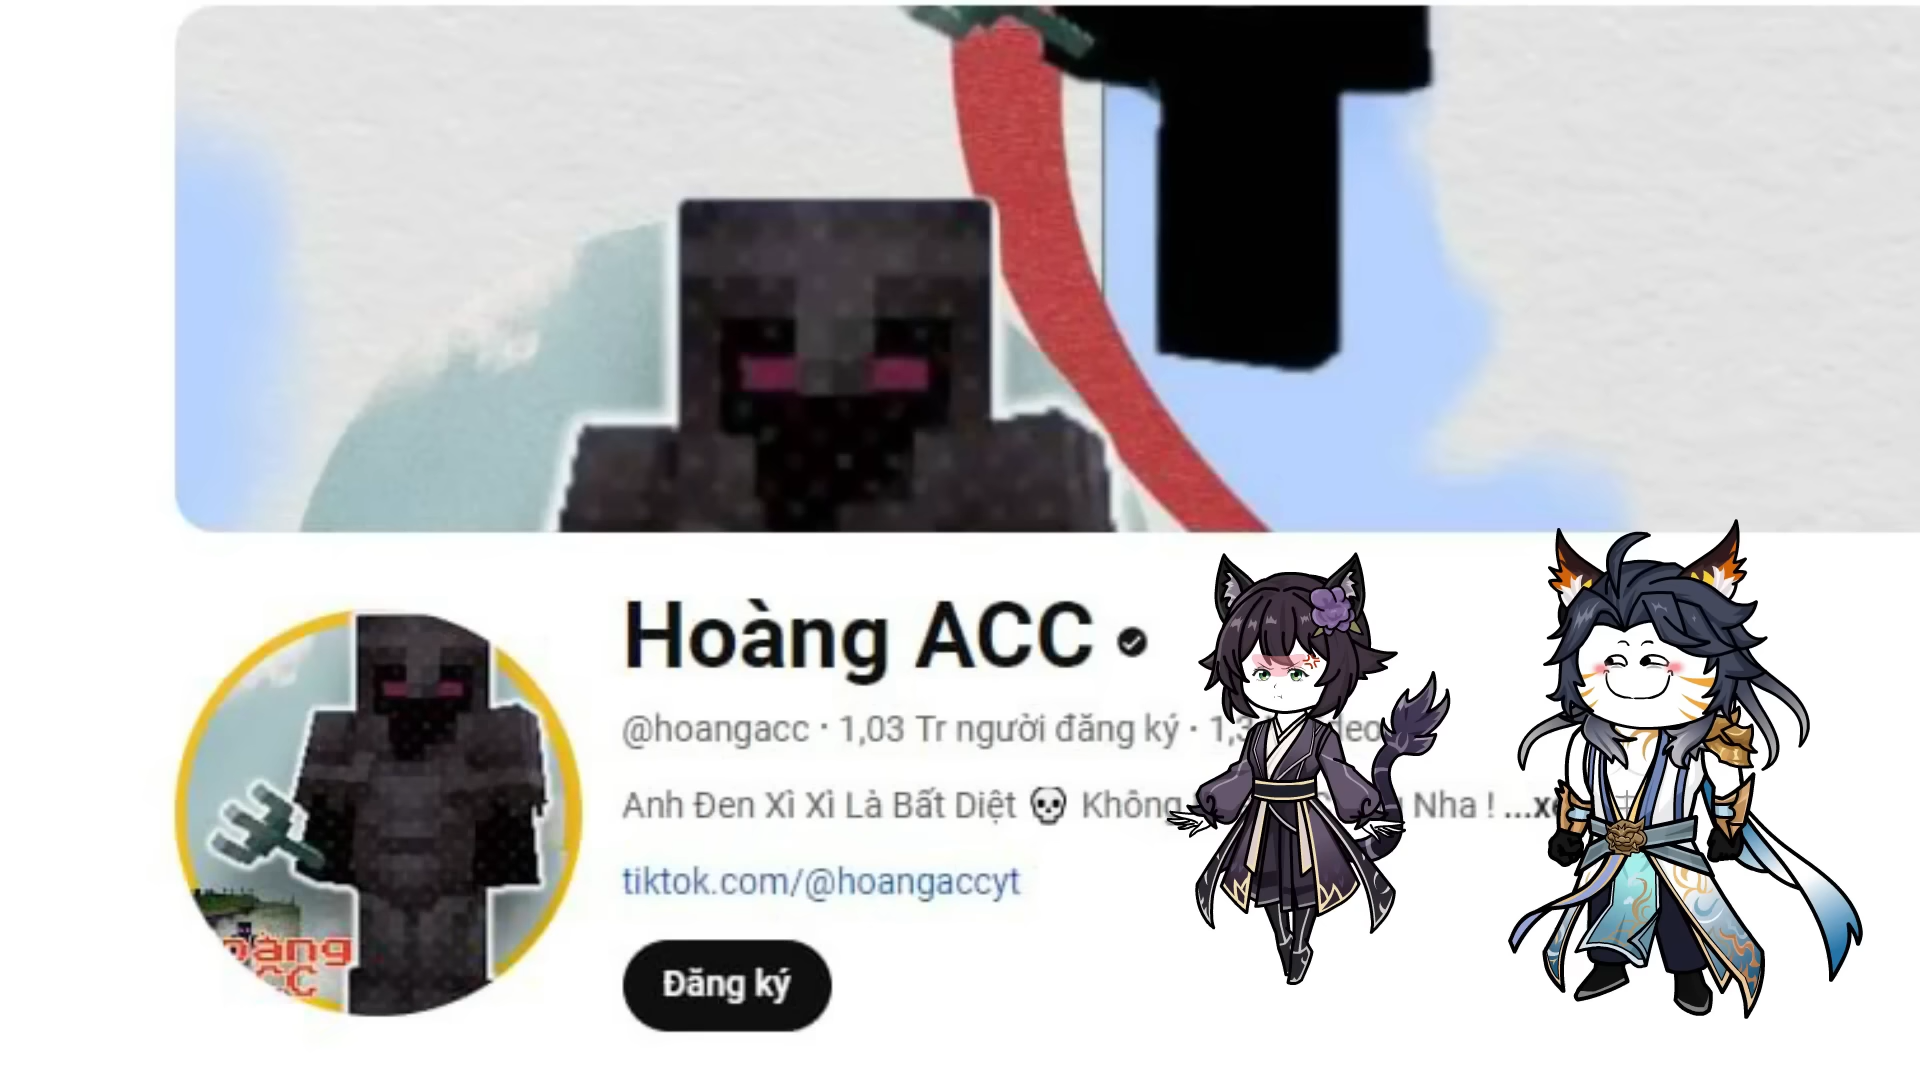 Hoàng ACC
@hoangacc · 1,03 Tr người đăng ký · 1,3
Anh Đen Xì Xì Là Bất Diệt 💀 Không Nha ! ...
tiktok.com/@hoangaccyt
Đăng ký